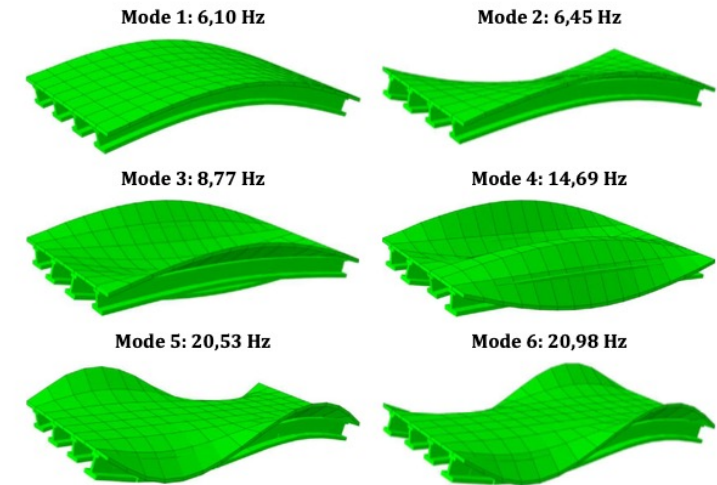 Mode 1: 6,10 Hz
Mode 2: 6,45 Hz
Mode 3: 8,77 Hz
Mode 4: 14,69 Hz
Mode 5: 20,53 Hz
Mode 6: 20,98 Hz